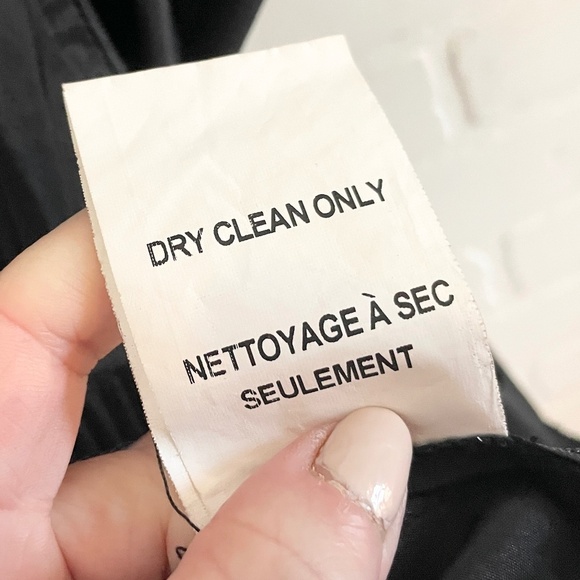 DRY CLEAN ONLY
NETTOYAGE À SEC
SEULEMENT